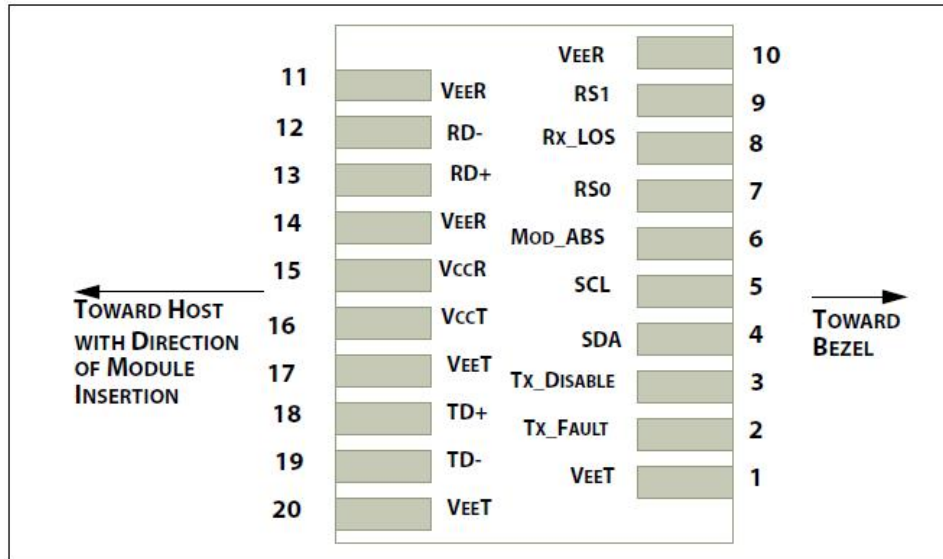 VEER 10
11 VEER
RS1 9
12 RD-
RX_LOS 8
13 RD+
RS0 7
14 VEER
MOD_ABS 6
15 VCCR
SCL 5
TOWARD HOST
WITH DIRECTION
OF MODULE
INSERTION
16 VCCT
SDA 4
TOWARD
BEZEL
17 VEET
TX_DISABLE 3
18 TD+
TX_FAULT 2
19 TD-
VEET 1
20 VEET